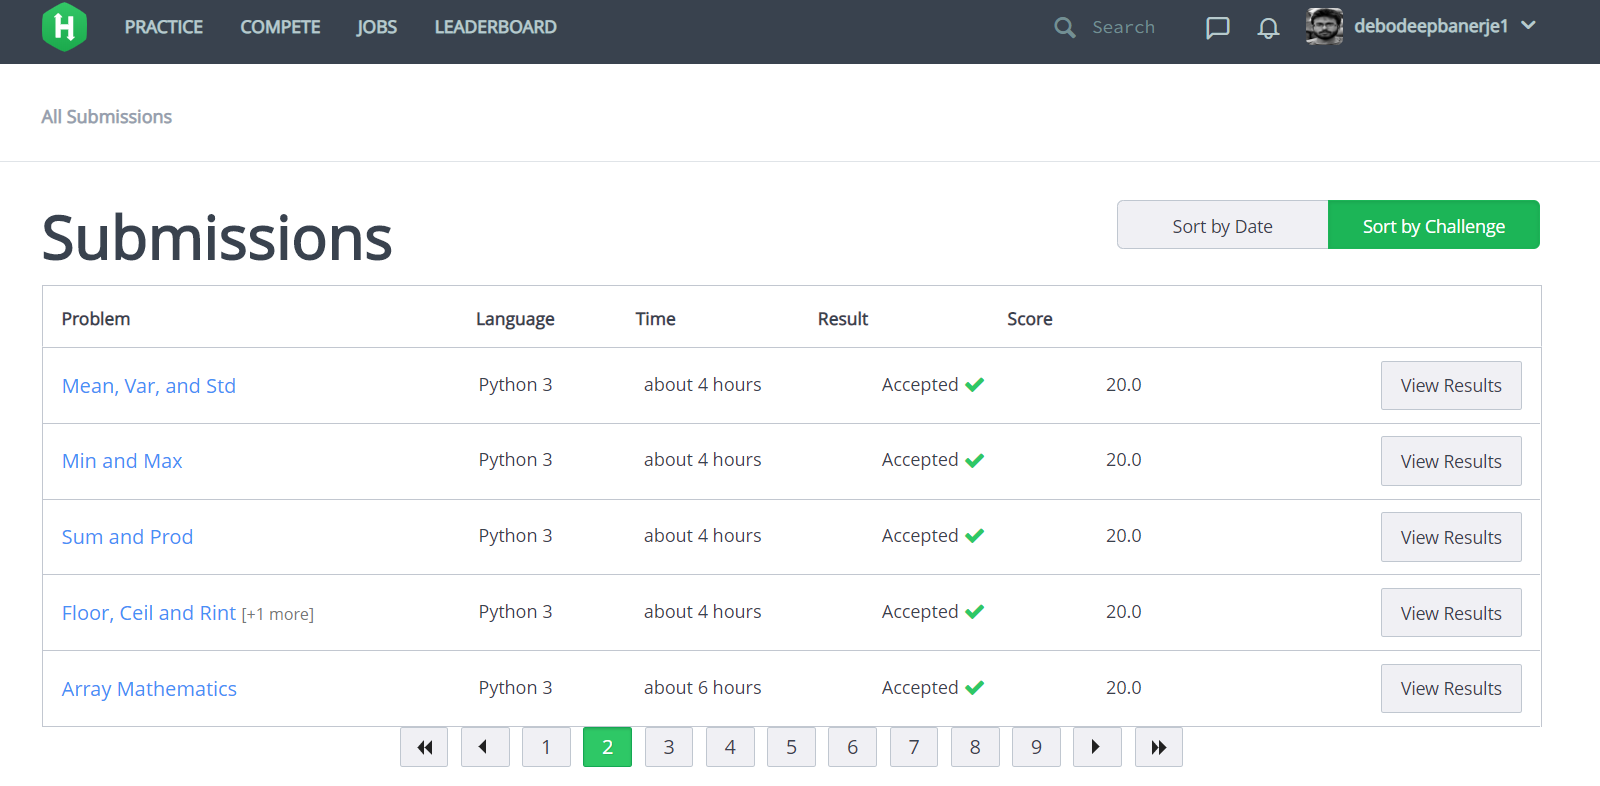 H PRACTICE COMPETE JOBS LEADERBOARD Search debodeepbanerje1
All Submissions
Submissions
Sort by Date Sort by Challenge
Problem Language Time Result Score
Mean, Var, and Std Python 3 about 4 hours Accepted 20.0 View Results
Min and Max Python 3 about 4 hours Accepted 20.0 View Results
Sum and Prod Python 3 about 4 hours Accepted 20.0 View Results
Floor, Ceil and Rint [+1 more] Python 3 about 4 hours Accepted 20.0 View Results
Array Mathematics Python 3 about 6 hours Accepted 20.0 View Results
1 2 3 4 5 6 7 8 9